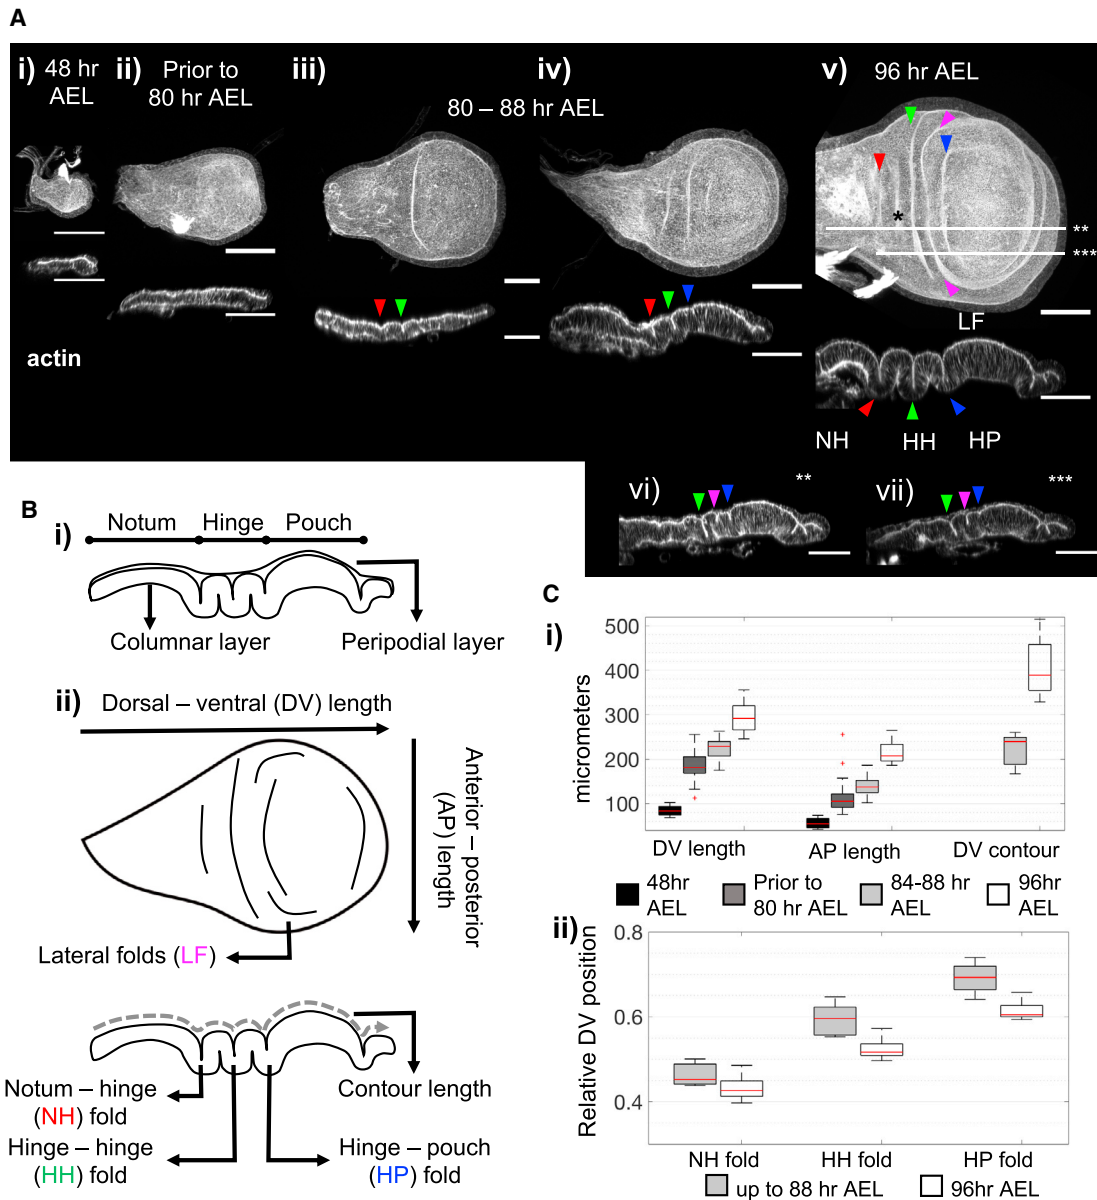 A
i) 48 hr AEL
ii) Prior to 80 hr AEL
iii)
iv)
80 – 88 hr AEL
v) 96 hr AEL
*
**
***
actin
LF
NH HH HP
vi) **
vii) ***
B
i)
Notum Hinge Pouch
Columnar layer
Peripodial layer
ii)
Dorsal – ventral (DV) length
Anterior – posterior
(AP) length
Lateral folds (LF)
Notum – hinge
(NH) fold
Contour length
Hinge – hinge
(HH) fold
Hinge – pouch
(HP) fold
C
i)
micrometers
500
400
300
200
100
DV length AP length DV contour
48hr AEL
Prior to 80 hr AEL
84-88 hr AEL
96hr AEL
ii)
Relative DV position
0.8
0.6
0.4
NH fold HH fold HP fold
up to 88 hr AEL 96hr AEL